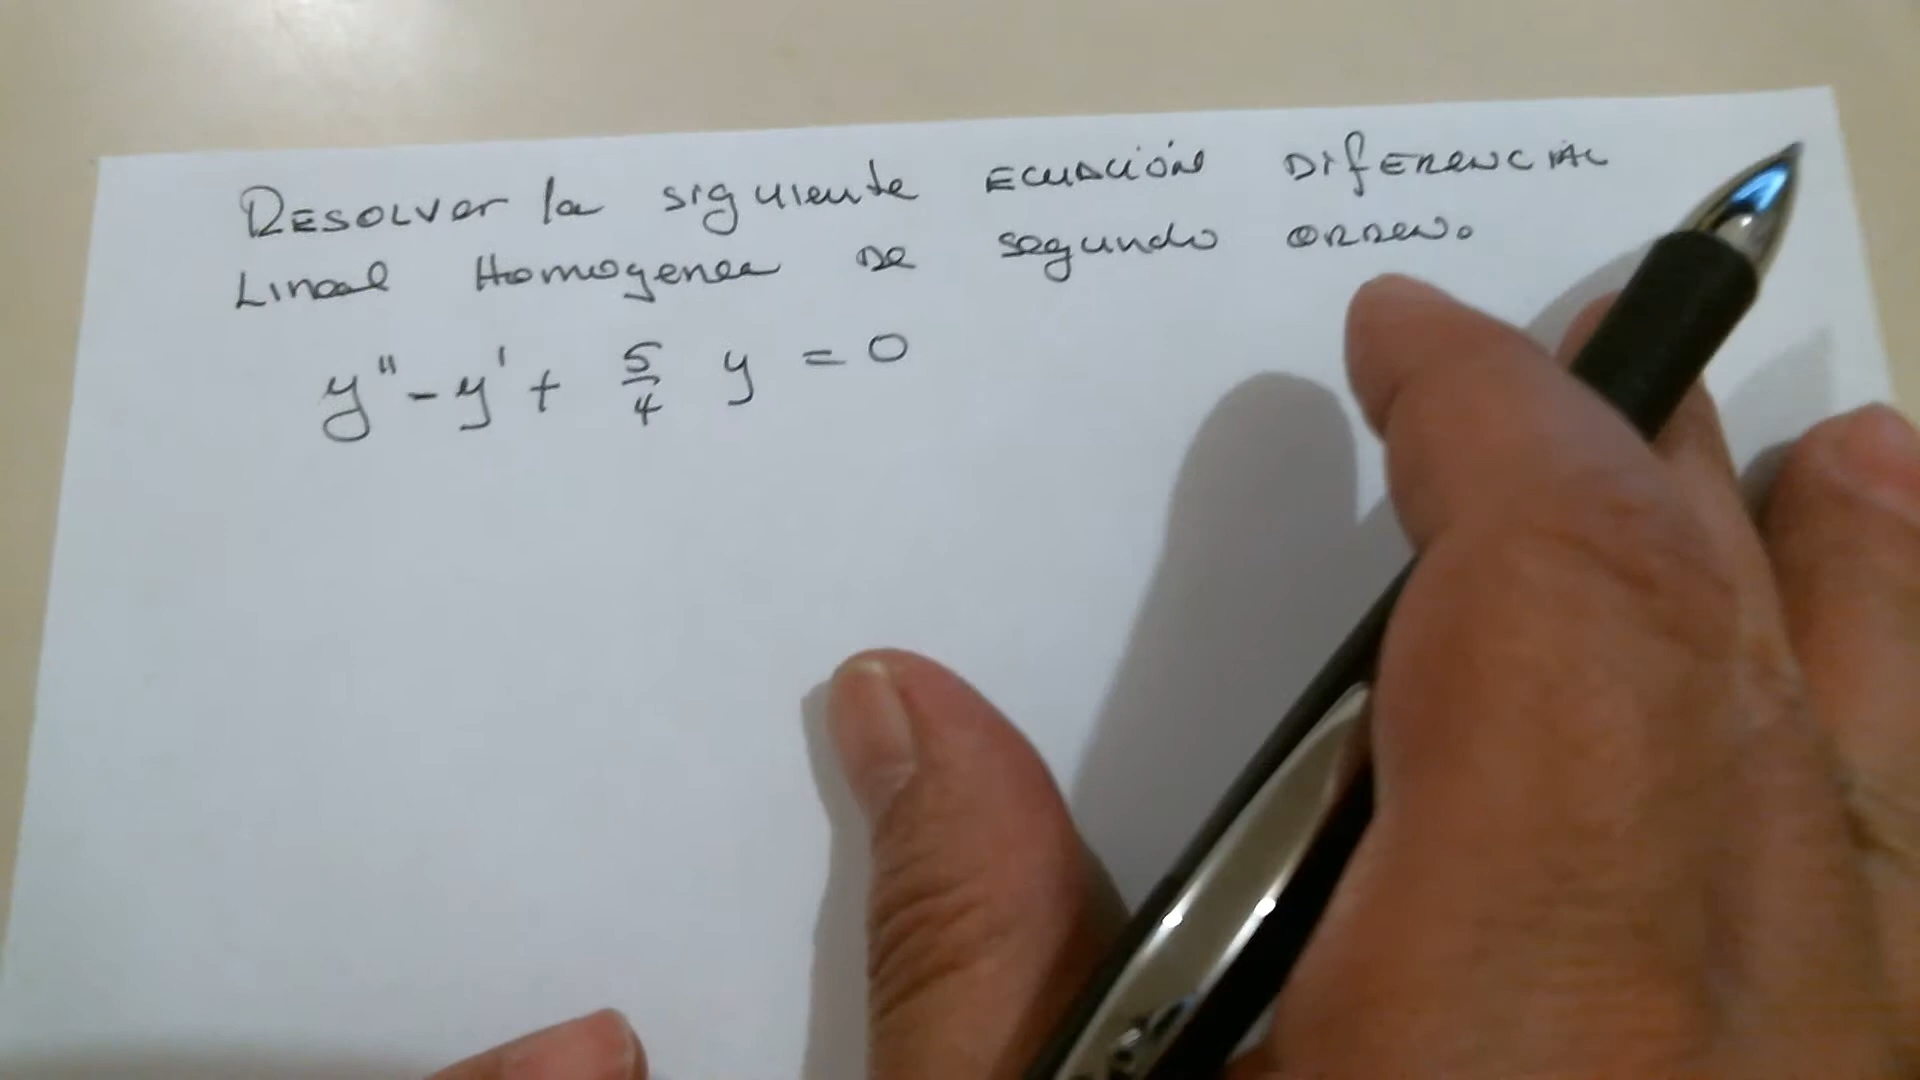 Resolver la siguiente ecuación diferencial
Lineal Homogenea de segundo orden.
y'' - y' + 5/4 y = 0